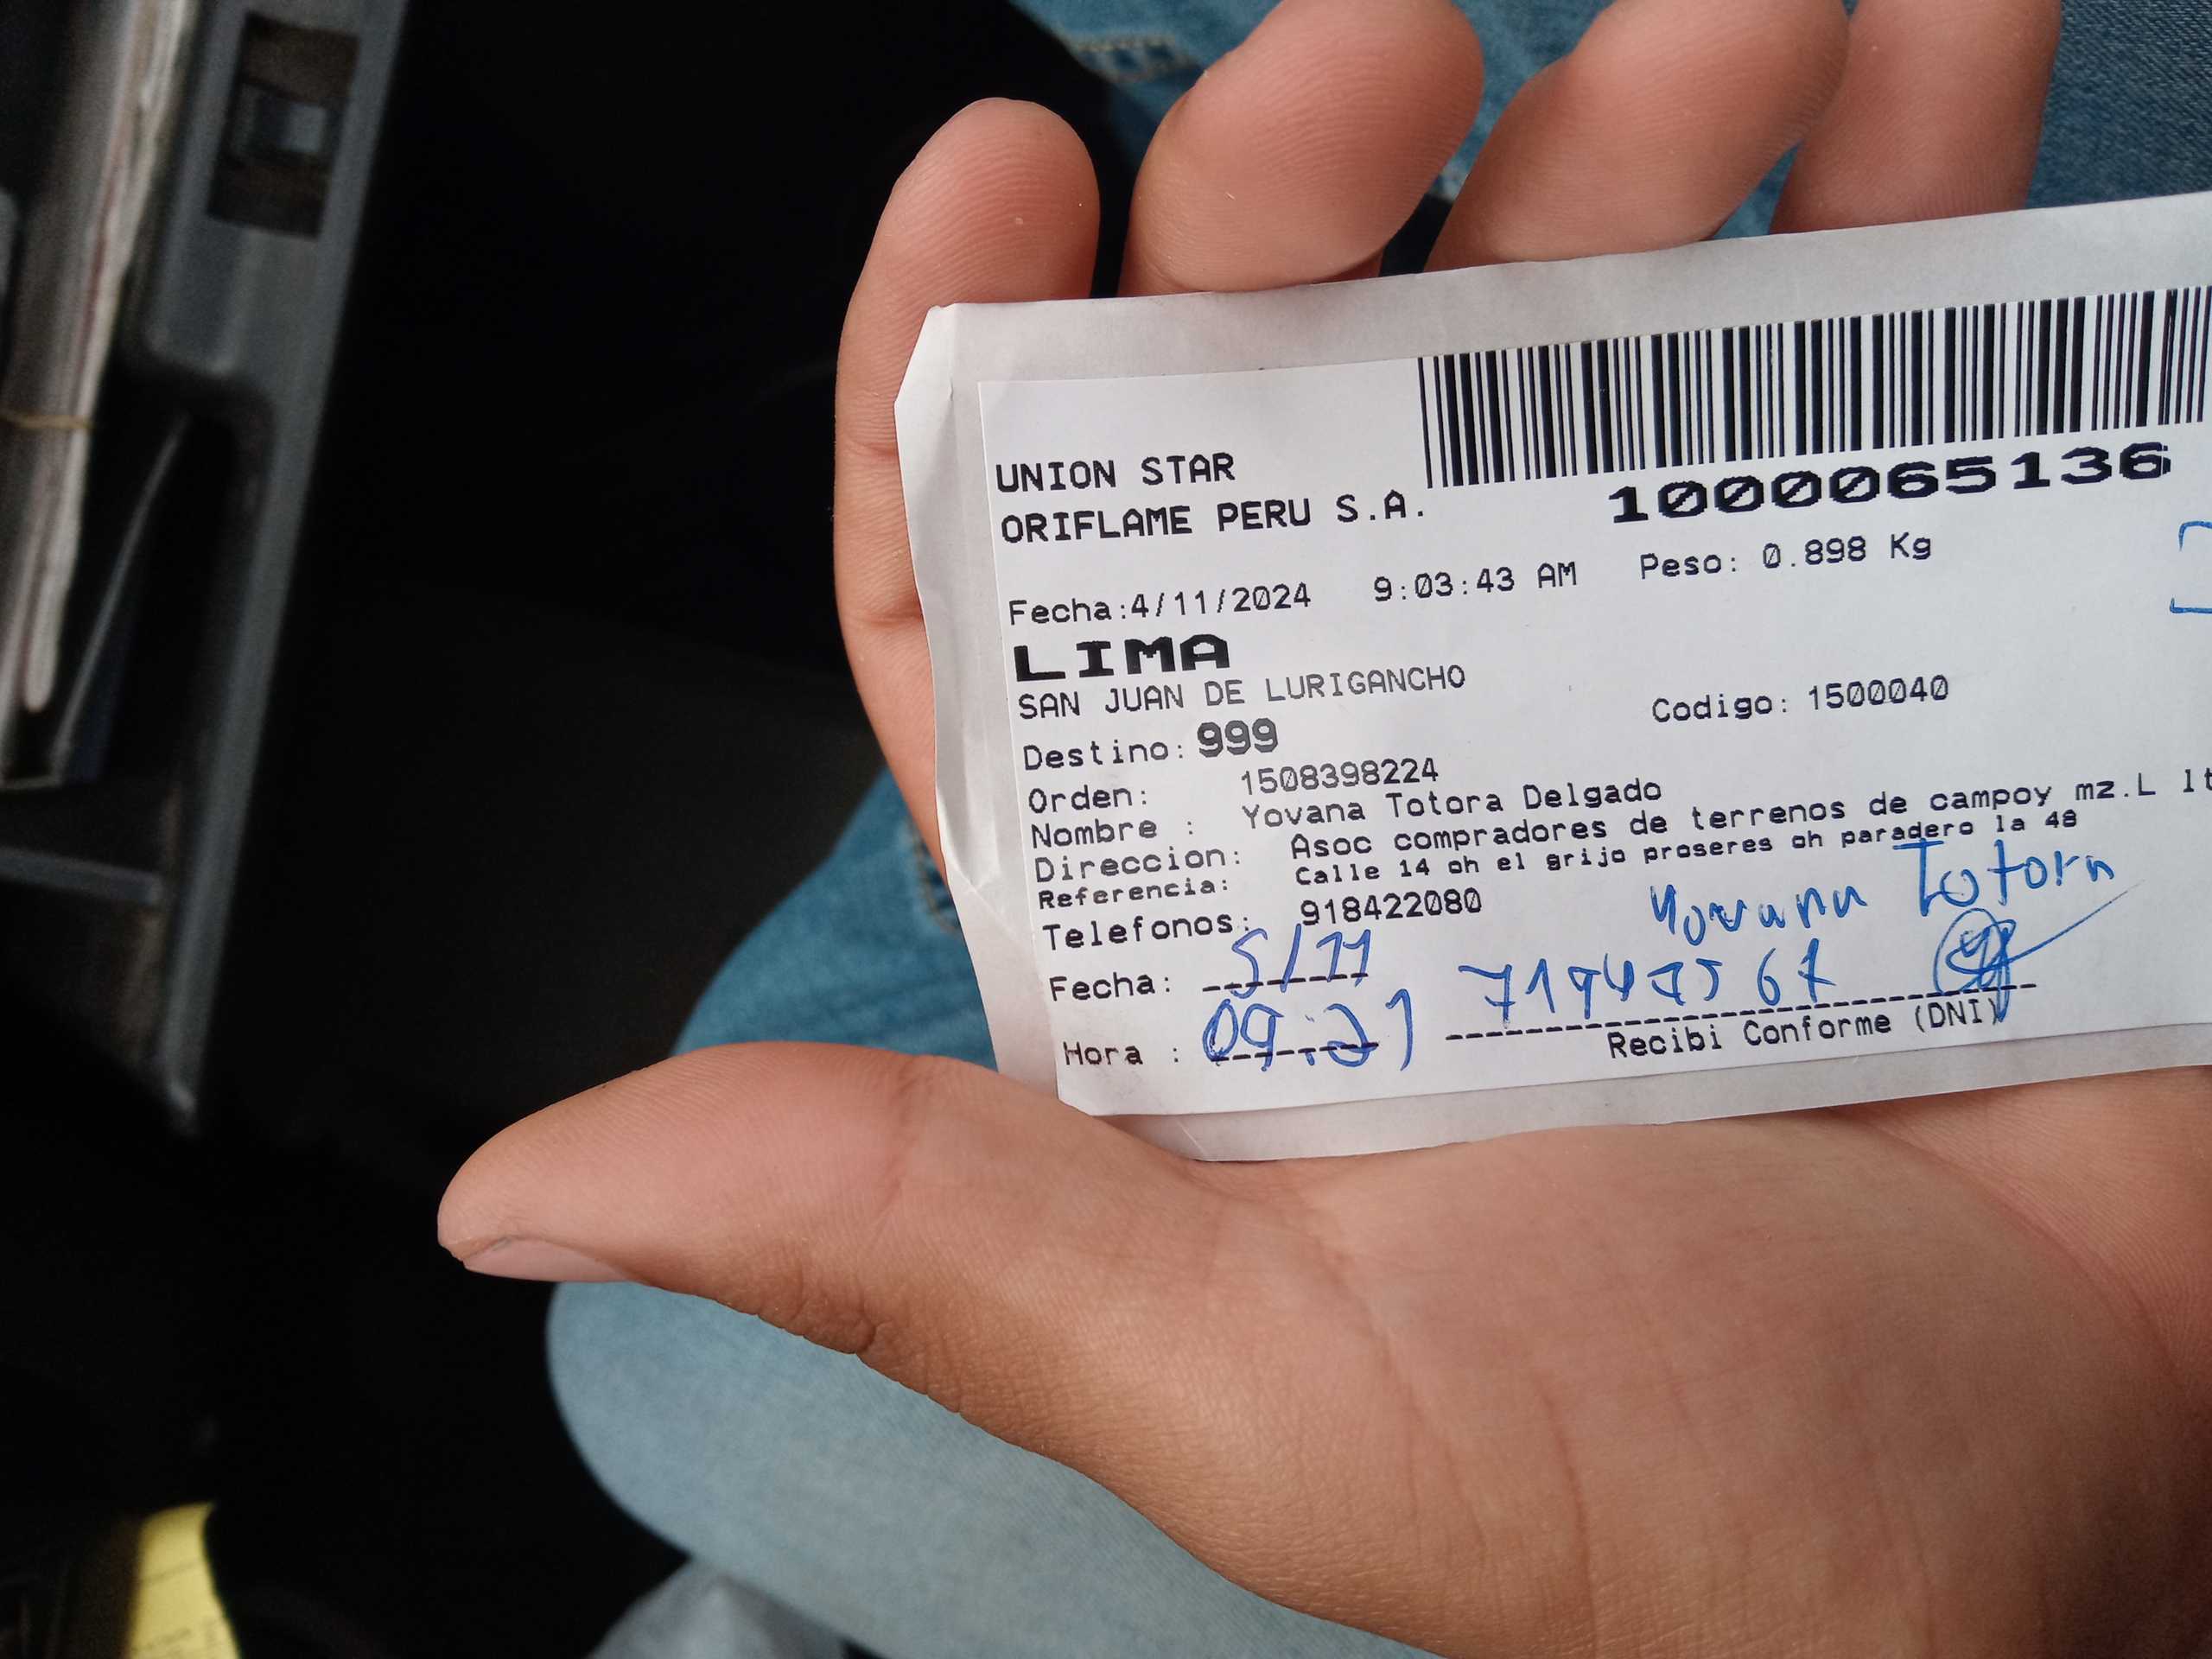 UNION STAR
ORIFLAME PERU S.A.
1000065136
Fecha:4/11/2024 9:03:43 AM Peso: 0.898 Kg
LIMA
SAN JUAN DE LURIGANCHO
Destino: 999 Codigo: 1500040
Orden: 1508398224
Nombre : Yovana Totora Delgado
Direccion: Asoc compradores de terrenos de campoy mz.L lt
Referencia: Calle 14 oh el grijo proseres oh paradero la 48
Telefonos: 918422080
Yovana Totora
Fecha: 5/11
Hora : 09:21
Recibi Conforme (DNI)